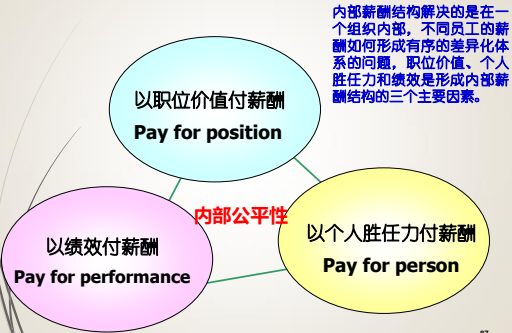 内部薪酬结构解决的是在一
个组织内部，不同员工的薪
酬如何形成有序的差异化体
系的问题，职位价值、个人
胜任力和绩效是形成内部薪
酬结构的三个主要因素。
以职位价值付薪酬
Pay for position
内部公平性
以绩效付薪酬
Pay for performance
以个人胜任力付薪酬
Pay for person